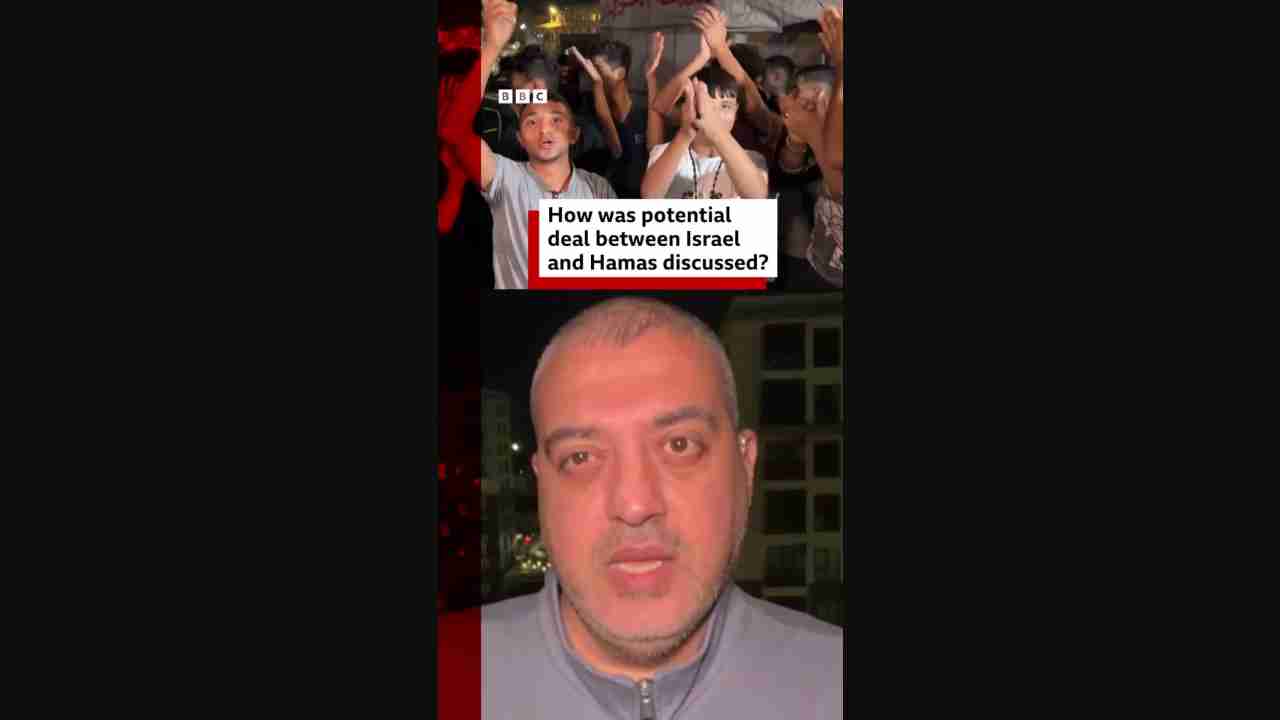 BBC
How was potential
deal between Israel
and Hamas discussed?